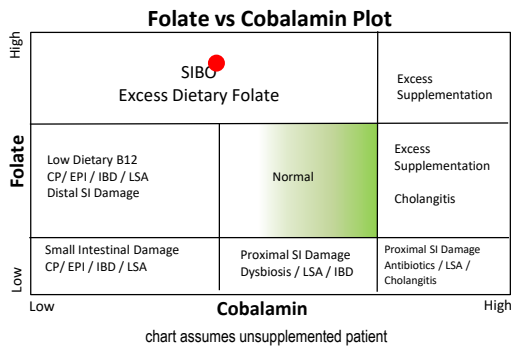 Folate vs Cobalamin Plot
High
SIBO
Excess Dietary Folate
Excess
Supplementation
Folate
Low Dietary B12
CP/ EPI / IBD / LSA
Distal SI Damage
Normal
Excess
Supplementation
Cholangitis
Small Intestinal Damage
CP/ EPI / IBD / LSA
Proximal SI Damage
Dysbiosis / LSA / IBD
Proximal SI Damage
Antibiotics / LSA /
Cholangitis
Low
Low
Cobalamin
High
chart assumes unsupplemented patient